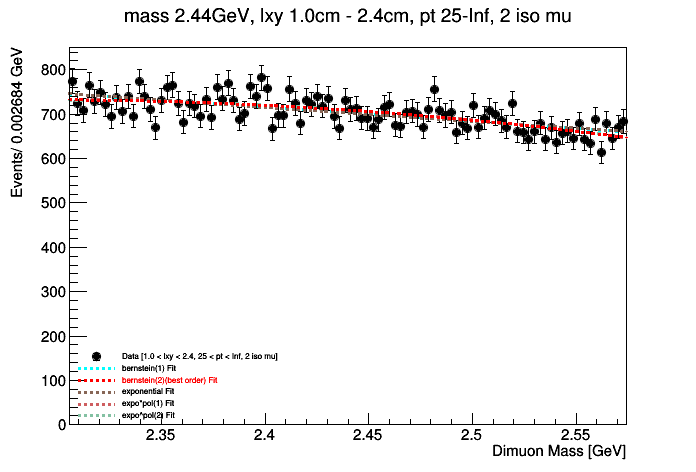 mass 2.44GeV, lxy 1.0cm - 2.4cm, pt 25-Inf, 2 iso mu
Events/ 0.002684 GeV
800
700
600
500
400
300
200
100
0
Data [1.0 < lxy < 2.4, 25 < pt < Inf, 2 iso mu]
bernstein(1) Fit
bernstein(2)(best order) Fit
exponential Fit
expo*pol(1) Fit
expo*pol(2) Fit
2.35
2.4
2.45
2.5
2.55
Dimuon Mass [GeV]